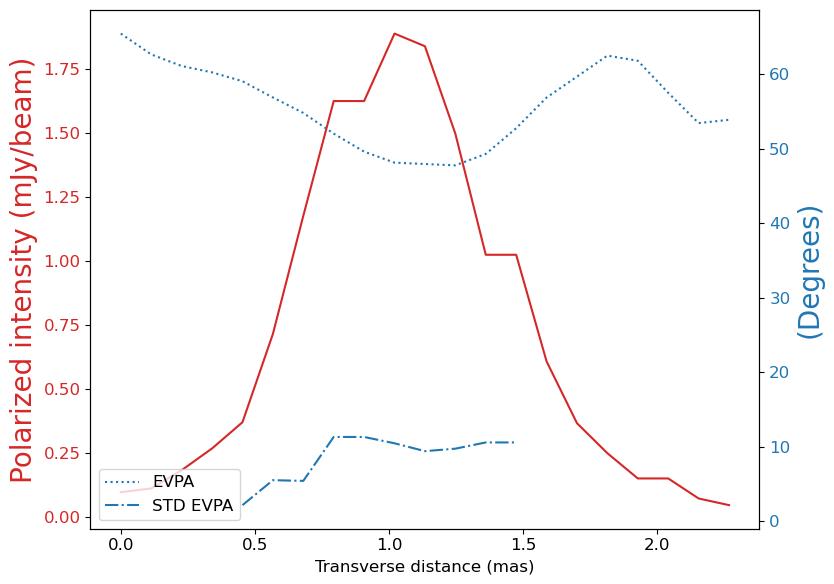 Polarized intensity (mJy/beam)
1.75
1.50
1.25
1.00
0.75
0.50
0.25
0.00
60
50
40
30
20
10
0
(Degrees)
EVPA
STD EVPA
0.0 0.5 1.0 1.5 2.0
Transverse distance (mas)